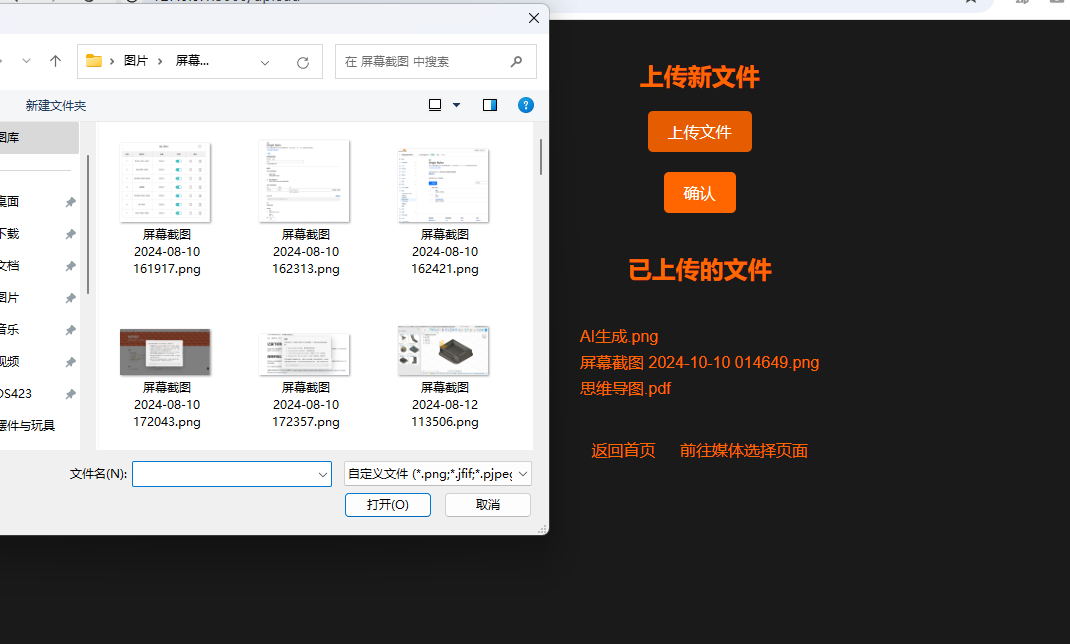 图片
屏幕...
在 屏幕截图 中搜索
新建文件夹
图库
桌面
下载
文档
图片
音乐
视频
OS423
摆件与玩具
屏幕截图
2024-08-10
161917.png
屏幕截图
2024-08-10
162313.png
屏幕截图
2024-08-10
162421.png
屏幕截图
2024-08-10
172043.png
屏幕截图
2024-08-10
172357.png
屏幕截图
2024-08-12
113506.png
文件名(N):
自定义文件 (*.png;*.jfif;*.pjpeg
打开(O)
取消
上传新文件
上传文件
确认
已上传的文件
AI生成.png
屏幕截图 2024-10-10 014649.png
思维导图.pdf
返回首页 前往媒体选择页面